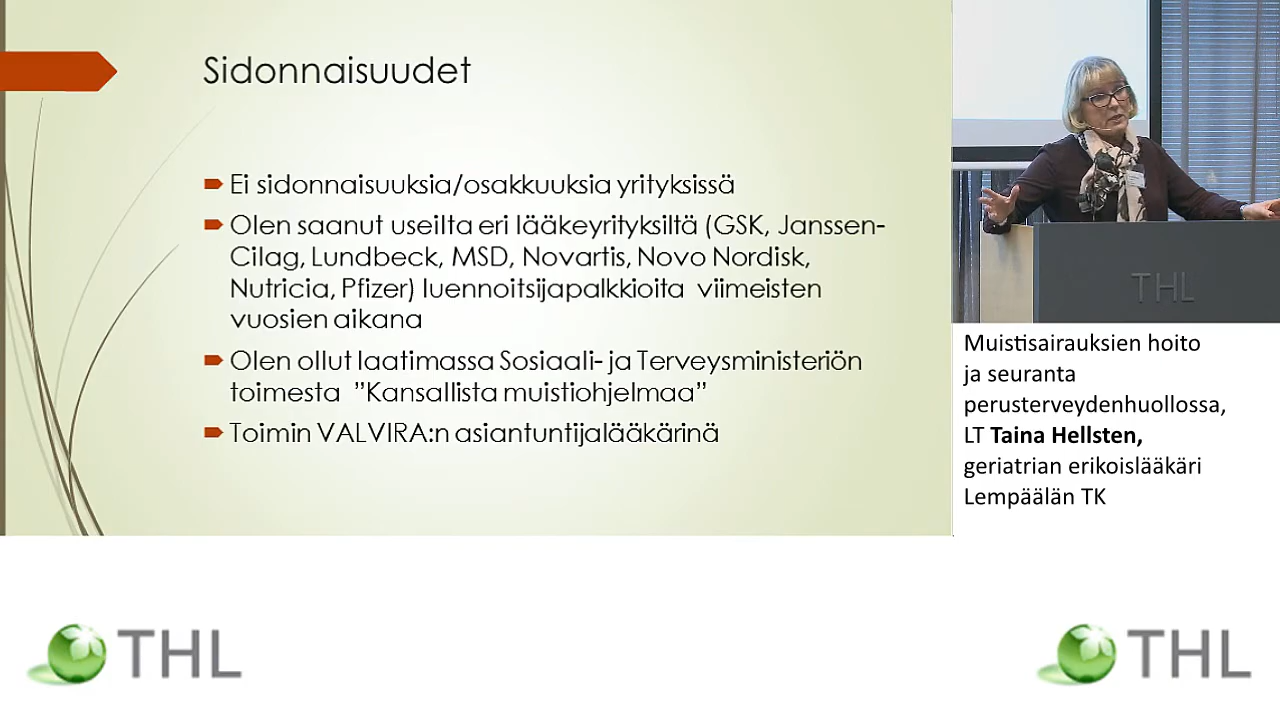 Sidonnaisuudet
Ei sidonnaisuuksia/osakkuuksia yrityksissä
Olen saanut useilta eri lääkeyrityksiltä (GSK, Janssen-
Cilag, Lundbeck, MSD, Novartis, Novo Nordisk,
Nutricia, Pfizer) luennoitsijapalkkioita viimeisten
vuosien aikana
Olen ollut laatimassa Sosiaali- ja Terveysministeriön
toimesta ”Kansallista muistiohjelmaa”
Toimin VALVIRA:n asiantuntijalääkärinä
THL
Muistisairauksien hoito
ja seuranta
perusterveydenhuollossa,
LT Taina Hellsten,
geriatrian erikoislääkäri
Lempäälän TK
THL
THL